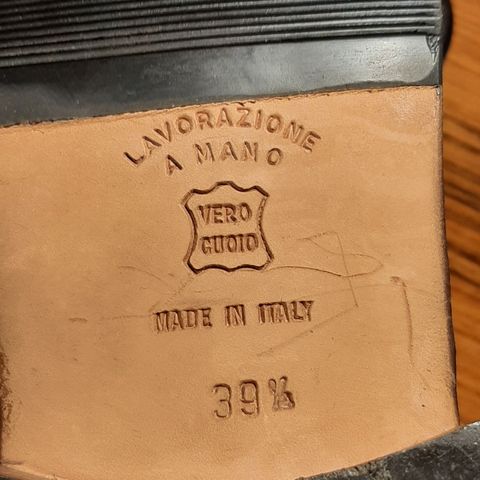 LAVORAZIONE
A MANO
VERO
CUOIO
MADE IN ITALY
39½